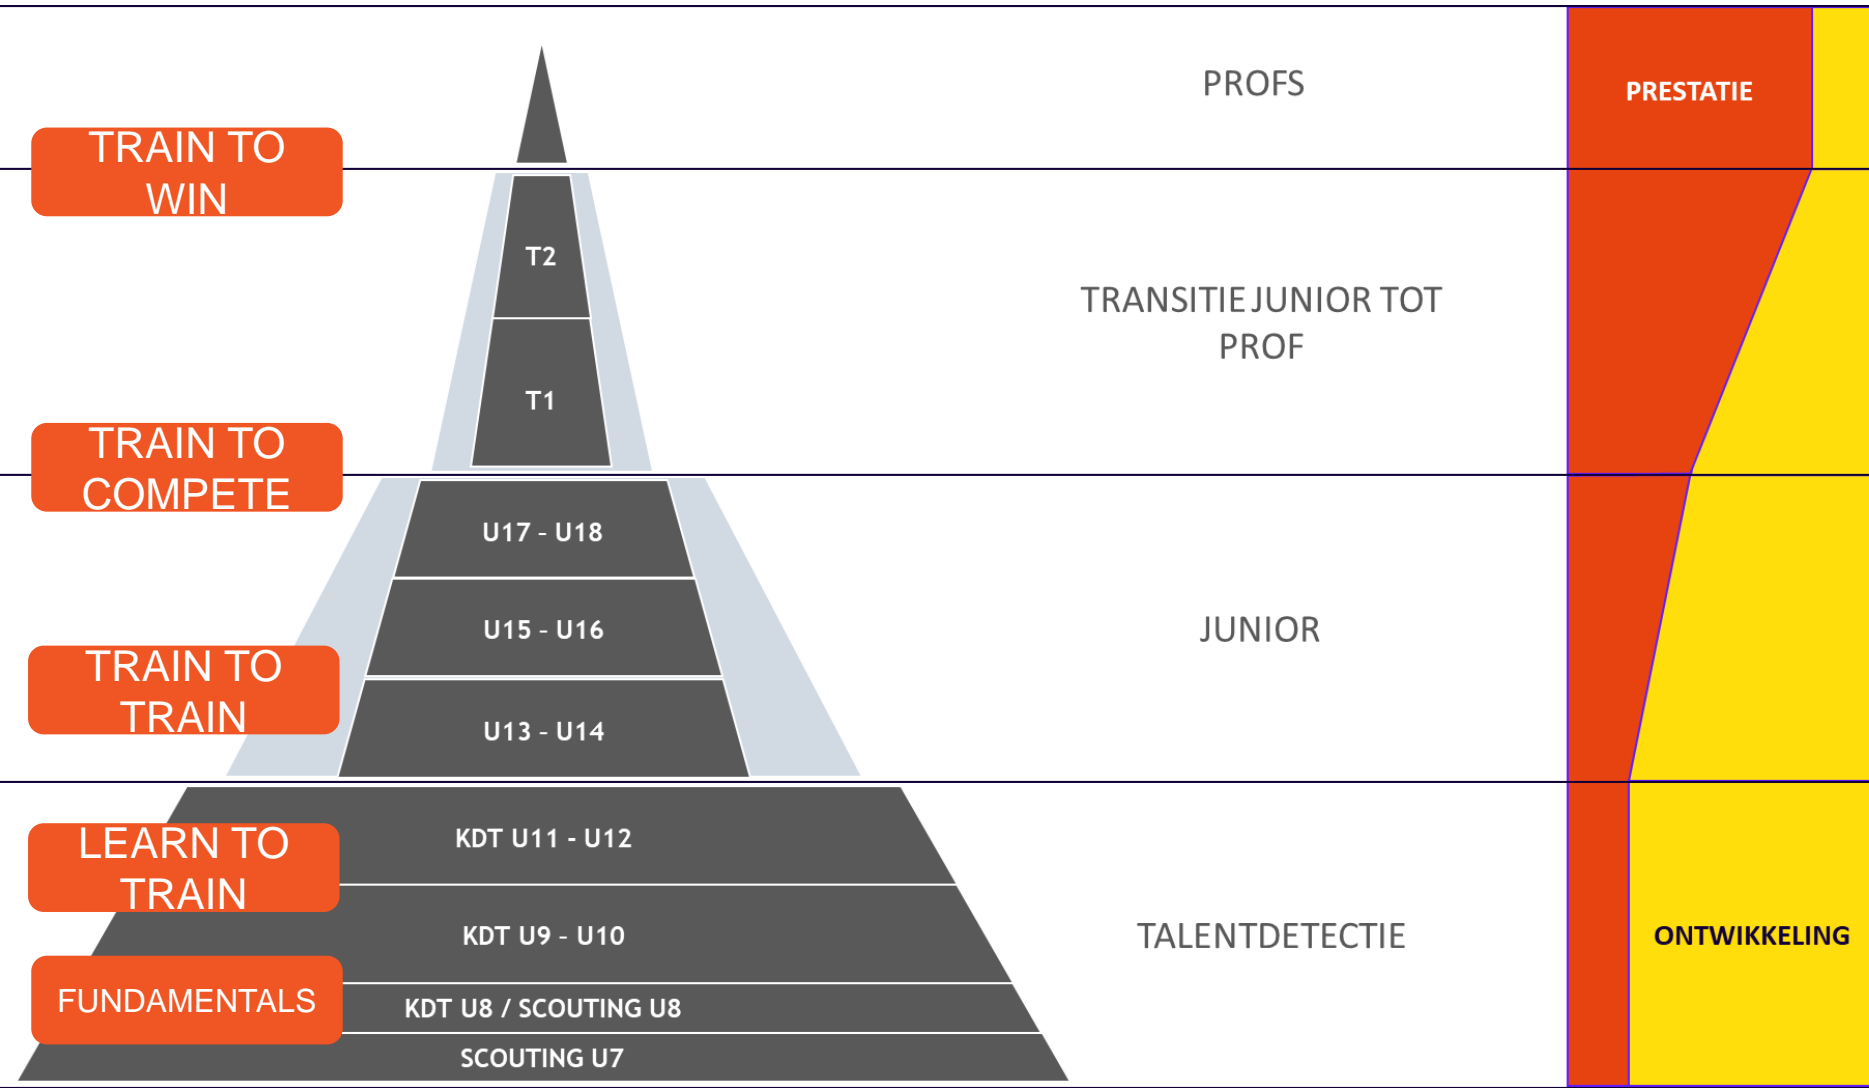 PROFS
PRESTATIE
TRAIN TO
WIN
T2
TRANSITIE JUNIOR TOT
PROF
T1
TRAIN TO
COMPETE
U17 - U18
U15 - U16
JUNIOR
TRAIN TO
TRAIN
U13 - U14
LEARN TO
TRAIN
KDT U11 - U12
KDT U9 - U10
TALENTDETECTIE
ONTWIKKELING
FUNDAMENTALS
KDT U8 / SCOUTING U8
SCOUTING U7